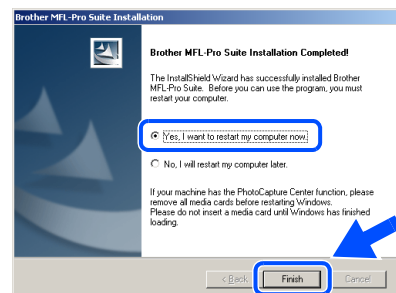 Brother MFL-Pro Suite Installation
Brother MFL-Pro Suite Installation Completed!
The InstallShield Wizard has successfully installed Brother
MFL-Pro Suite. Before you can use the program, you must
restart your computer.
Yes, I want to restart my computer now.
No, I will restart my computer later.
If your machine has the PhotoCapture Center function, please
remove all media cards before restarting Windows.
Please do not insert a media card until Windows has finished
loading.
< Back Finish Cancel